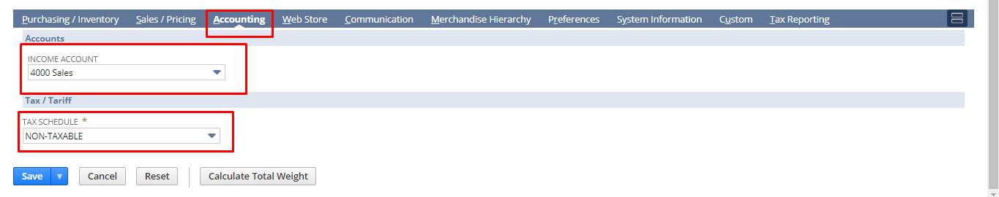 Purchasing / Inventory Sales / Pricing Accounting Web Store Communication Merchandise Hierarchy Preferences System Information Custom Tax Reporting
Accounts
INCOME ACCOUNT
4000 Sales
Tax / Tariff
TAX SCHEDULE *
NON-TAXABLE
Save Cancel Reset Calculate Total Weight